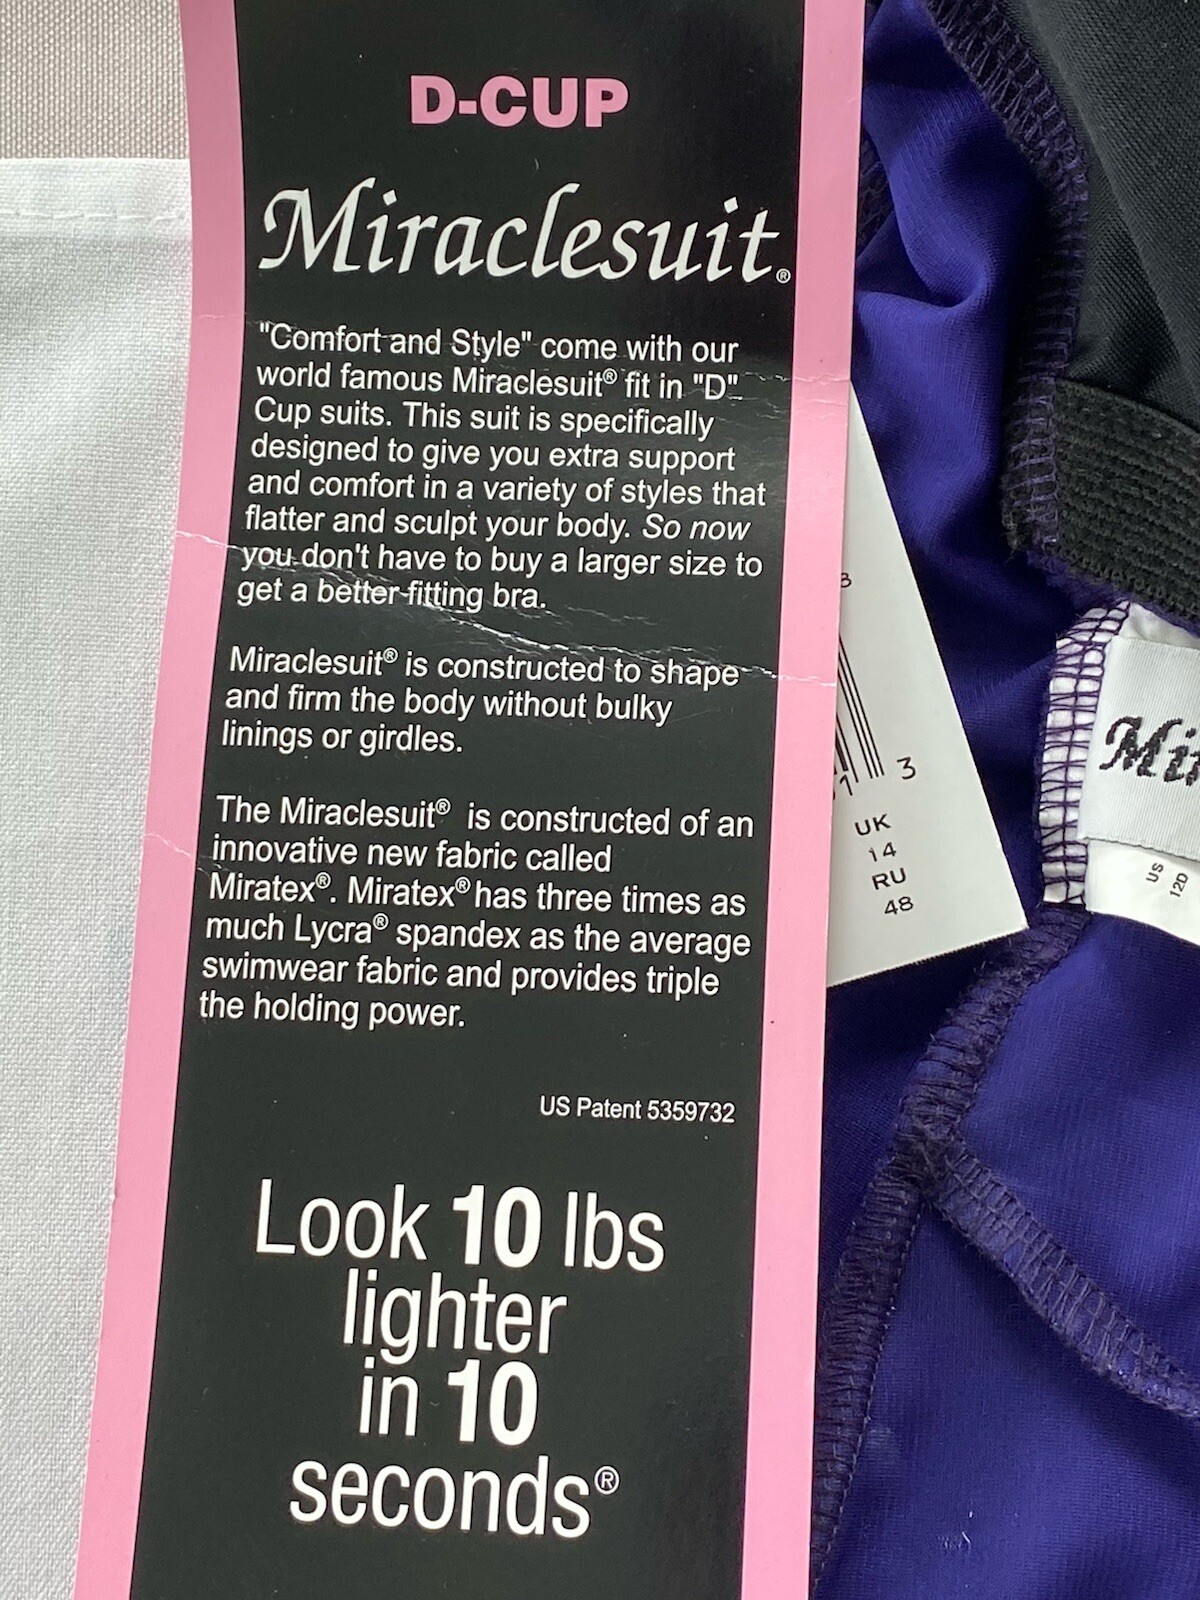 D-CUP
Miraclesuit®
"Comfort and Style" come with our
world famous Miraclesuit® fit in "D"
Cup suits. This suit is specifically
designed to give you extra support
and comfort in a variety of styles that
flatter and sculpt your body. So now
you don't have to buy a larger size to
get a better-fitting bra.
Miraclesuit® is constructed to shape
and firm the body without bulky
linings or girdles.
The Miraclesuit® is constructed of an
innovative new fabric called
Miratex®. Miratex® has three times as
much Lycra® spandex as the average
swimwear fabric and provides triple
the holding power.
US Patent 5359732
Look 10 lbs
lighter
in 10
seconds®
1 3
UK
14
RU
48
US
12D